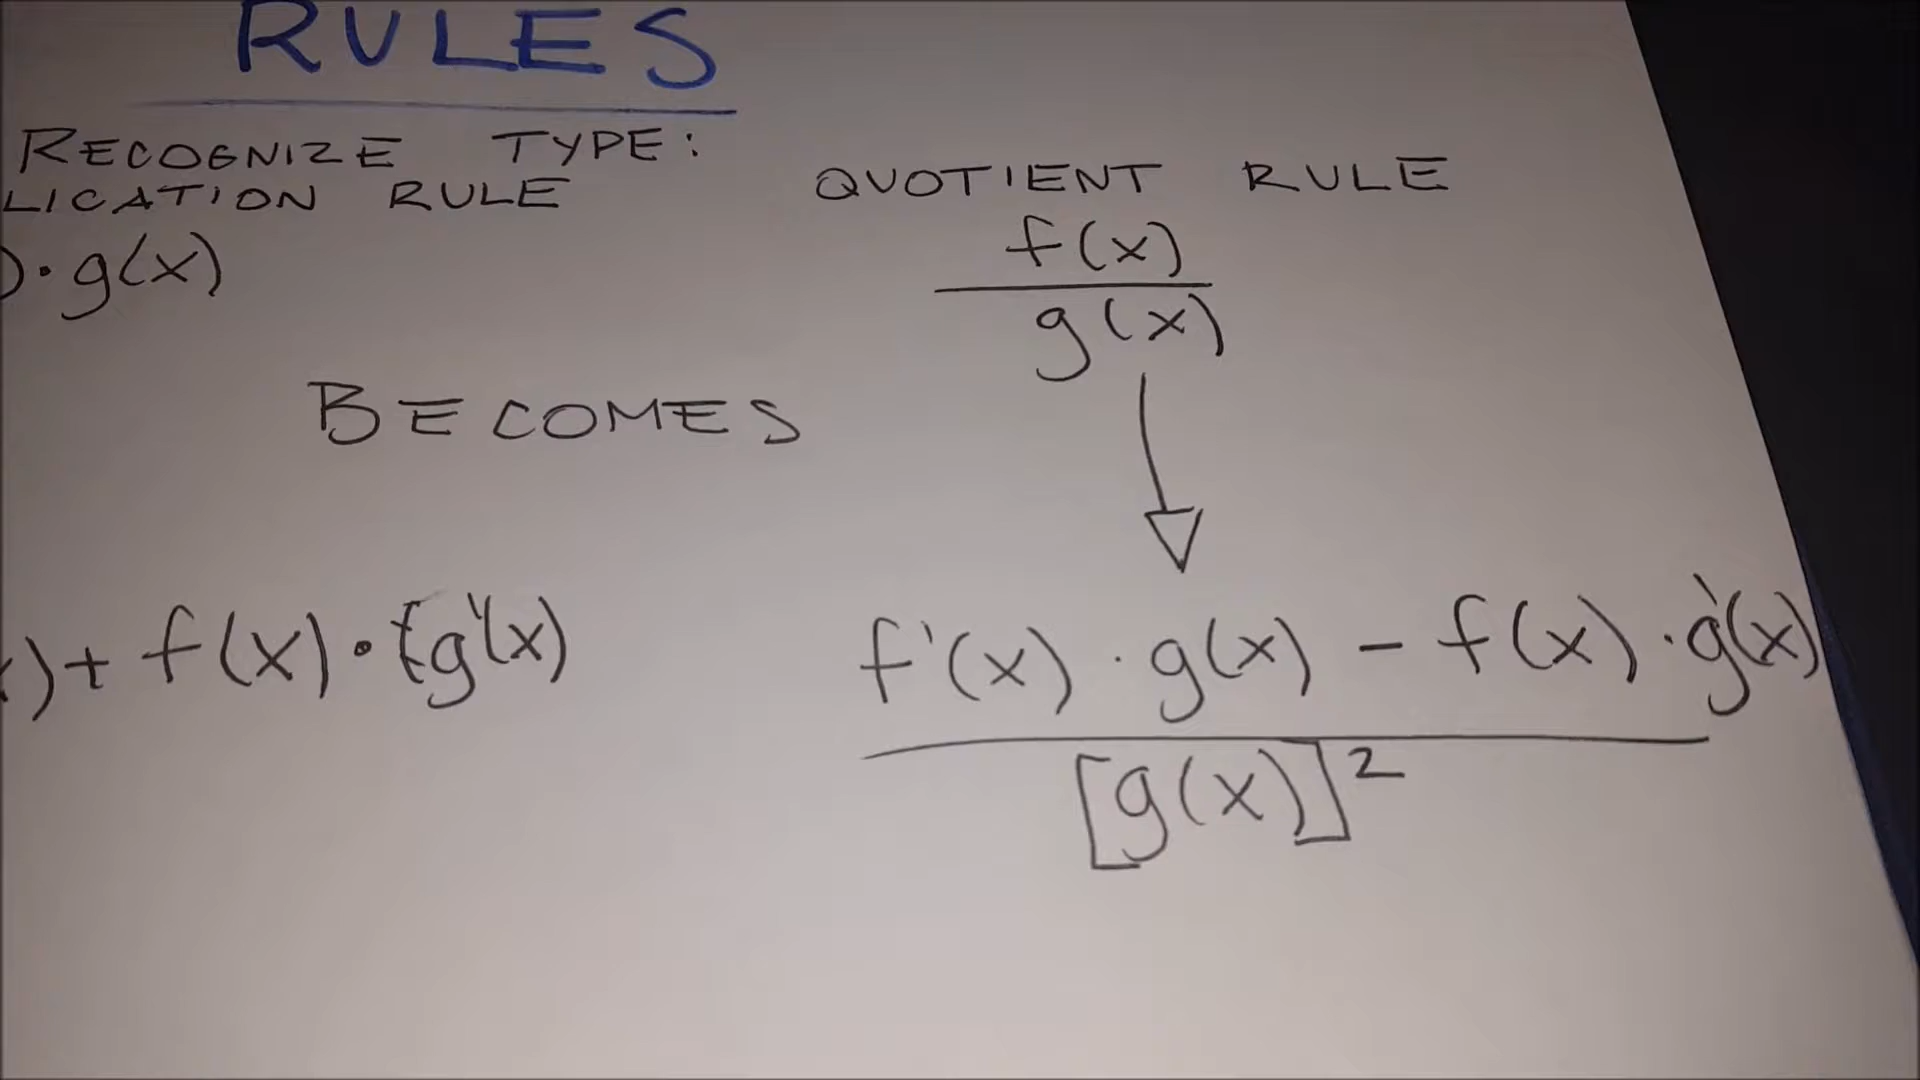 RULES
RECOGNIZE TYPE:
LICATION RULE
) · g(x)
QUOTIENT RULE
f(x)
g(x)
BECOMES
x) + f(x) · g'(x)
f'(x) · g(x) - f(x) · g'(x)
[g(x)]²